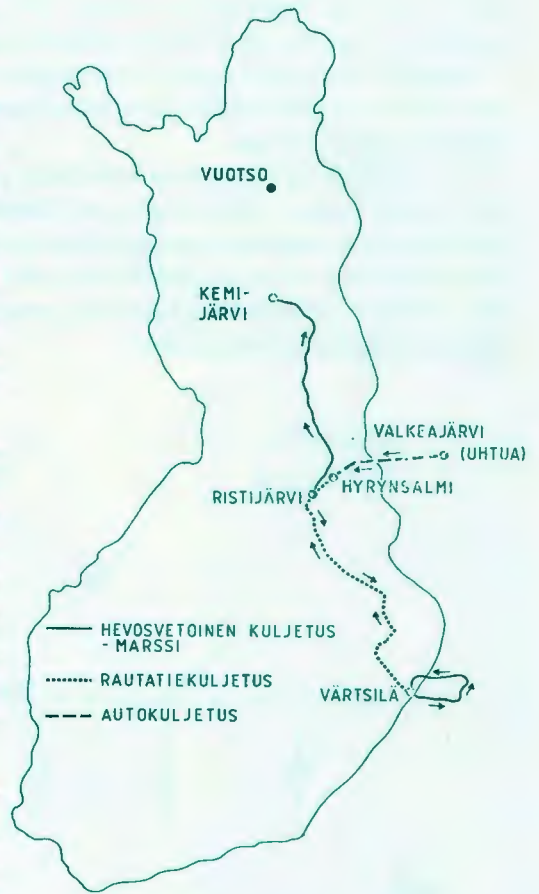 VUOTSO
KEMI-
JÄRVI
VALKEAJÄRVI
(UHTUA)
HYRYNSALMI
RISTIJÄRVI
HEVOSVETOINEN KULJETUS
- MARSSI
RAUTATIEKULJETUS
VÄRTSILÄ
AUTOKULJETUS